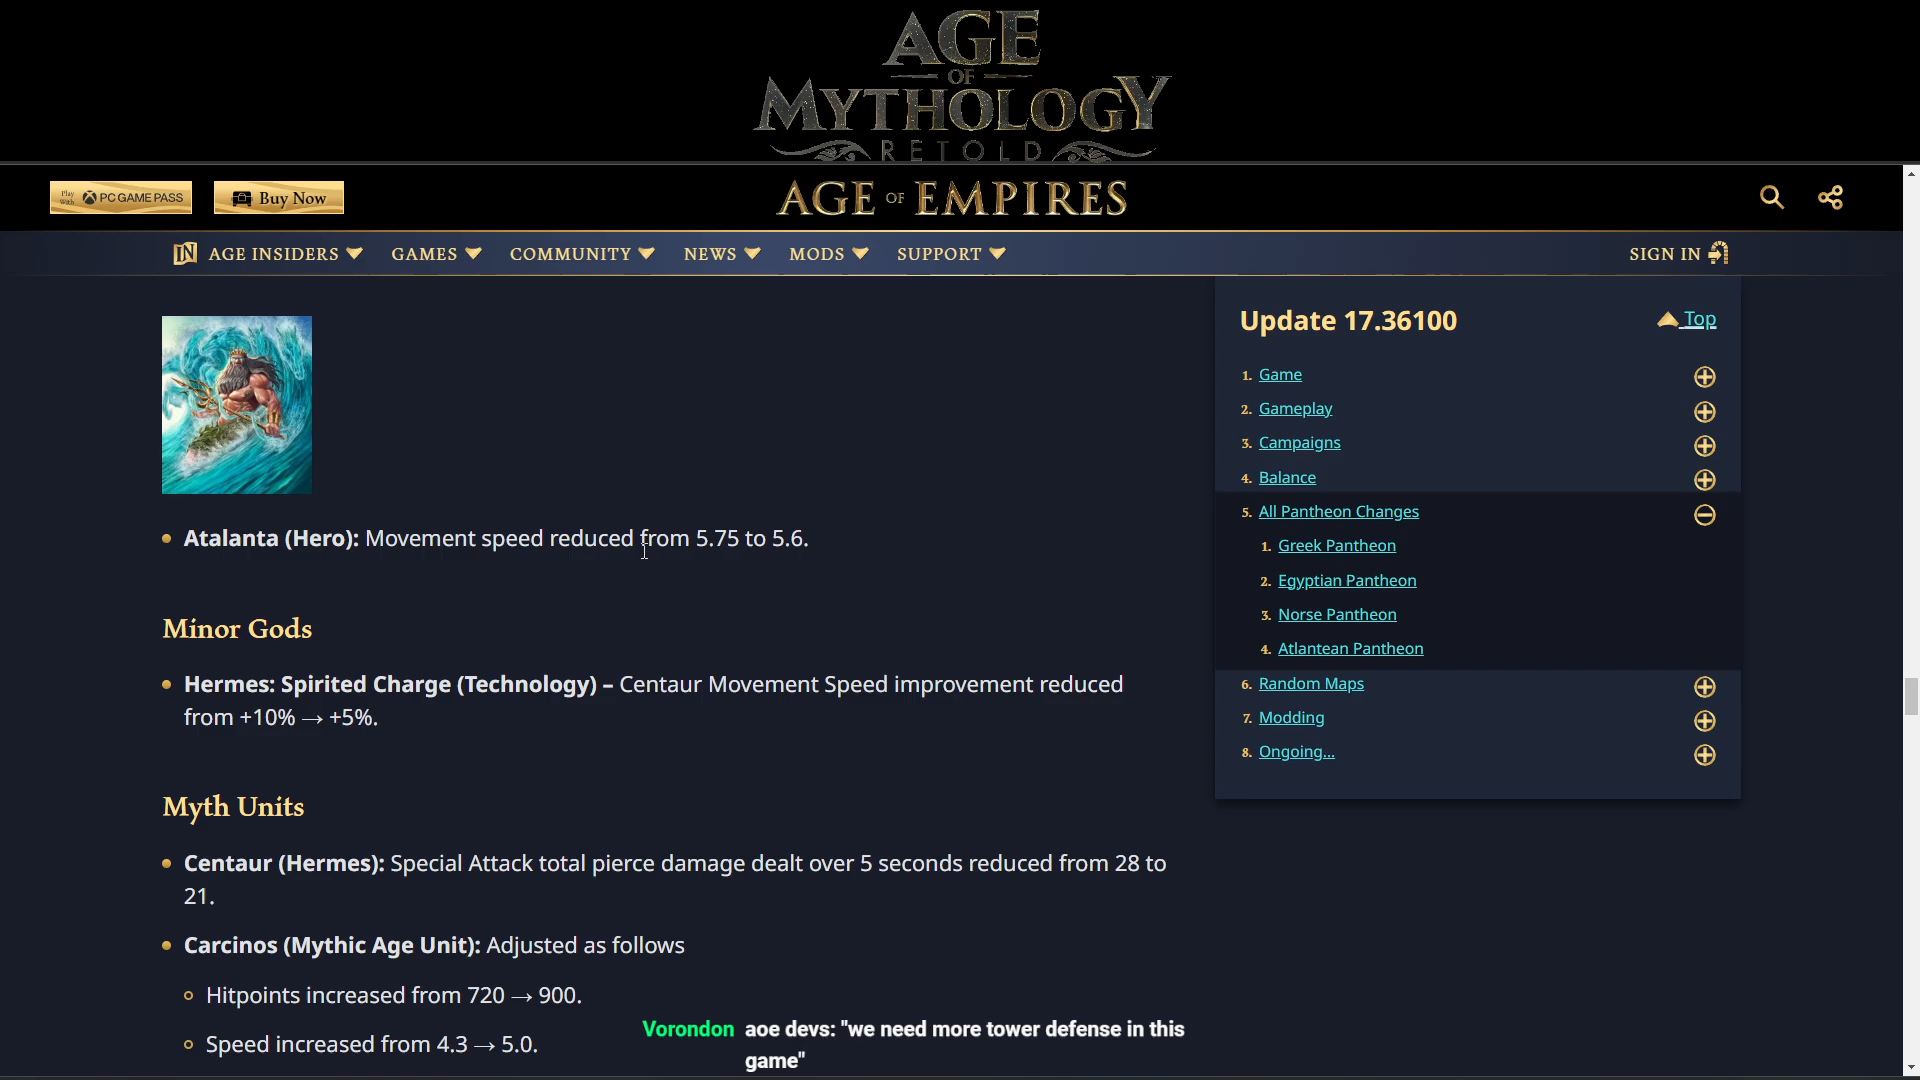 AGE
OF
MYTHOLOGY
RETOLD
Play With PC GAME PASS
Buy Now
AGE OF EMPIRES
AGE INSIDERS
GAMES
COMMUNITY
NEWS
MODS
SUPPORT
SIGN IN
Atalanta (Hero): Movement speed reduced from 5.75 to 5.6.
Minor Gods
Hermes: Spirited Charge (Technology) – Centaur Movement Speed improvement reduced
from +10% → +5%.
Myth Units
Centaur (Hermes): Special Attack total pierce damage dealt over 5 seconds reduced from 28 to
21.
Carcinos (Mythic Age Unit): Adjusted as follows
Hitpoints increased from 720 → 900.
Speed increased from 4.3 → 5.0.
Update 17.36100
Top
1. Game
2. Gameplay
3. Campaigns
4. Balance
5. All Pantheon Changes
1. Greek Pantheon
2. Egyptian Pantheon
3. Norse Pantheon
4. Atlantean Pantheon
6. Random Maps
7. Modding
8. Ongoing...
Vorondon aoe devs: "we need more tower defense in this
game"